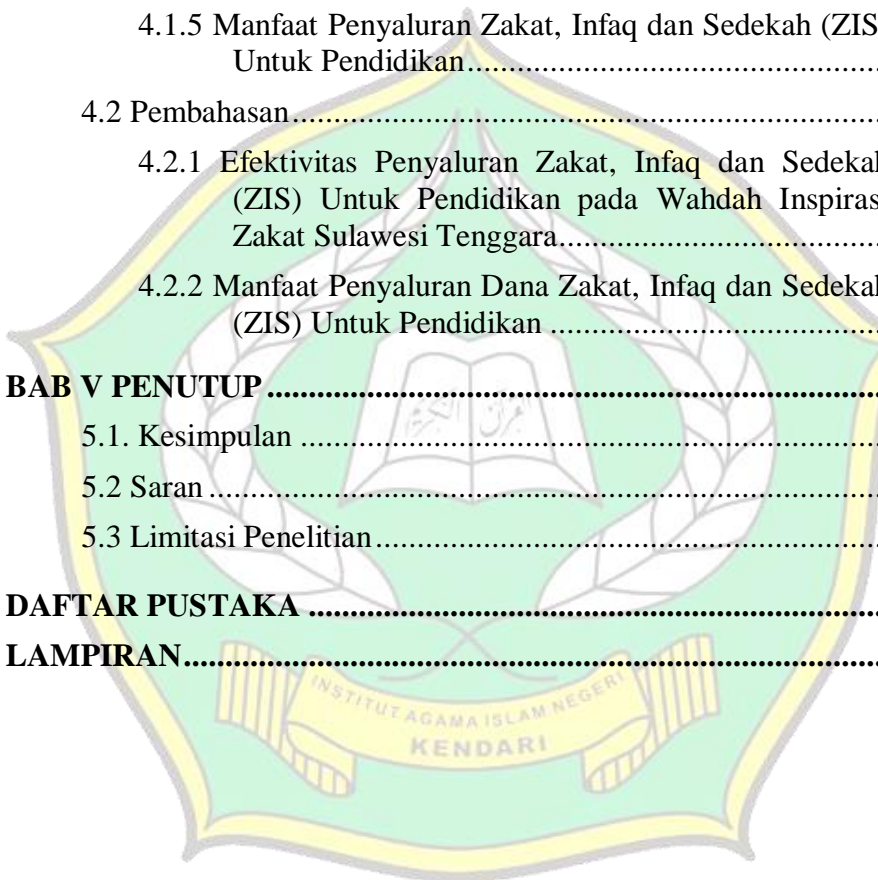 4.1.5 Manfaat Penyaluran Zakat, Infaq dan Sedekah (ZIS
Untuk Pendidikan................................................
4.2 Pembahasan................................................................
4.2.1 Efektivitas Penyaluran Zakat, Infaq dan Sedekah
(ZIS) Untuk Pendidikan pada Wahdah Inspiras
Zakat Sulawesi Tenggara.....................................
4.2.2 Manfaat Penyaluran Dana Zakat, Infaq dan Sedekah
(ZIS) Untuk Pendidikan ......................................
BAB V PENUTUP ................................................................
5.1. Kesimpulan ..............................................................
5.2 Saran ........................................................................
5.3 Limitasi Penelitian......................................................
DAFTAR PUSTAKA ............................................................
LAMPIRAN..........................................................................
INSTITUT AGAMA ISLAM NEGERI
KENDARI